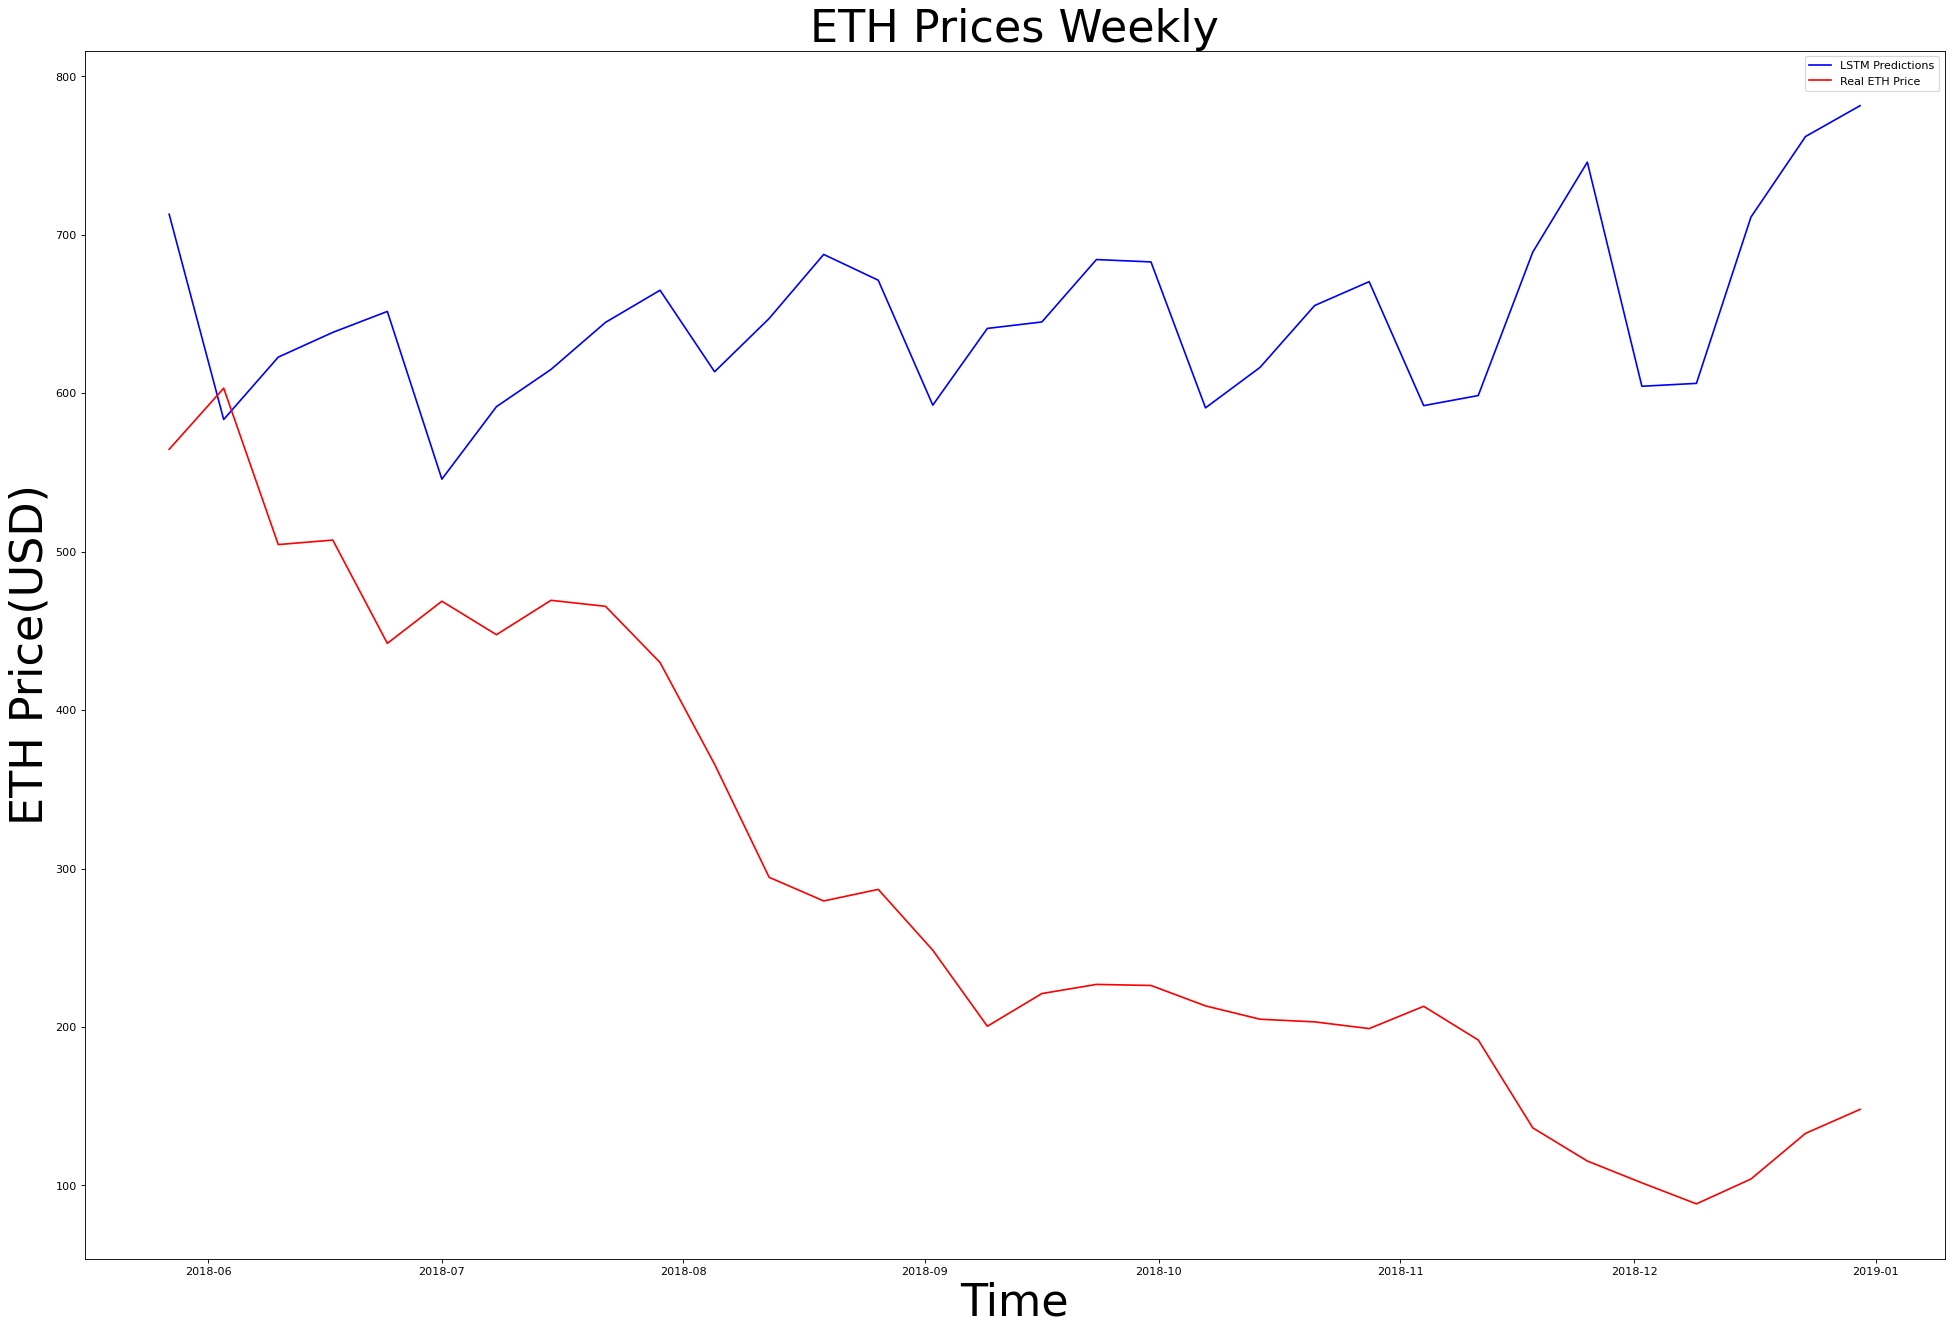 ETH Prices Weekly
LSTM Predictions
Real ETH Price
800
700
600
500
400
300
200
100
ETH Price(USD)
2018-06 2018-07 2018-08 2018-09 2018-10 2018-11 2018-12 2019-01
Time